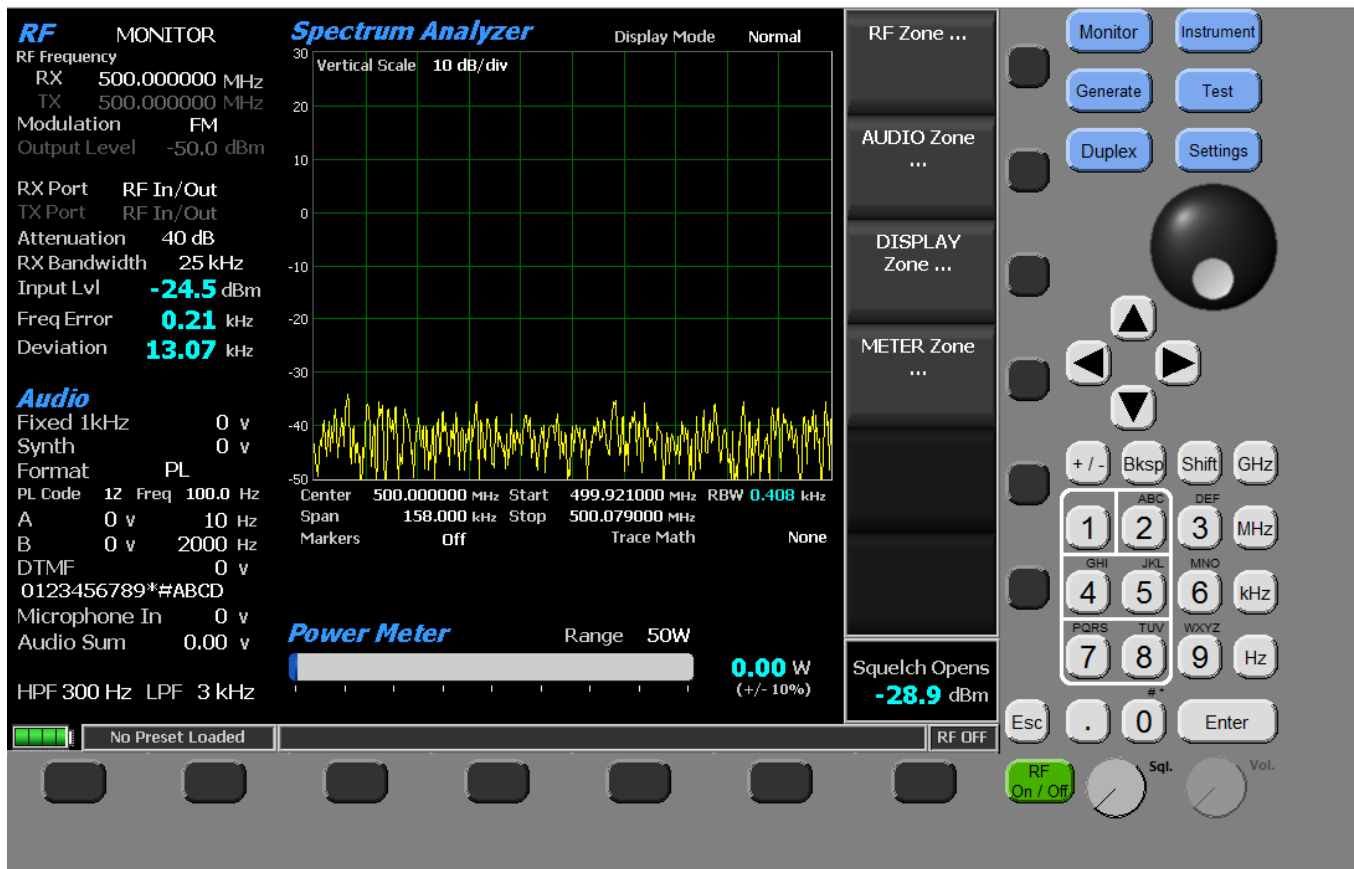 RF MONITOR
RF Frequency
RX 500.000000 MHz
TX 500.000000 MHz
Modulation FM
Output Level -50.0 dBm
RX Port RF In/Out
TX Port RF In/Out
Attenuation 40 dB
RX Bandwidth 25 kHz
Input Lvl -24.5 dBm
Freq Error 0.21 kHz
Deviation 13.07 kHz
Audio
Fixed 1kHz 0 v
Synth 0 v
Format PL
PL Code 1Z Freq 100.0 Hz
A 0 v 10 Hz
B 0 v 2000 Hz
DTMF 0 v
0123456789*#ABCD
Microphone In 0 v
Audio Sum 0.00 v
HPF 300 Hz LPF 3 kHz
Spectrum Analyzer Display Mode Normal
Vertical Scale 10 dB/div
30
20
10
0
-10
-20
-30
-40
-50
Center 500.000000 MHz Start 499.921000 MHz RBW 0.408 kHz
Span 158.000 kHz Stop 500.079000 MHz
Markers Off Trace Math None
Power Meter Range 50W
0.00 W
(+/- 10%)
RF Zone ...
AUDIO Zone
...
DISPLAY
Zone ...
METER Zone
...
Squelch Opens
-28.9 dBm
No Preset Loaded
RF OFF
Monitor Instrument
Generate Test
Duplex Settings
+ / - Bksp Shift GHz
ABC DEF
1 2 3 MHz
GHI JKL MNO
4 5 6 kHz
PQRS TUV WXYZ
7 8 9 Hz
# *
Esc . 0 Enter
RF
On / Off
Sql.
Vol.